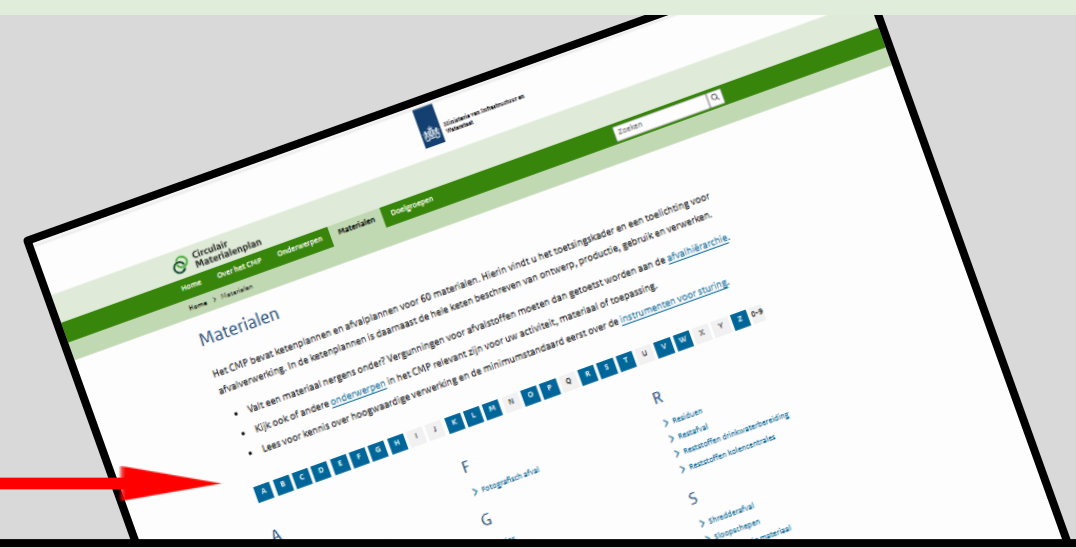 Ministerie van Infrastructuur en
Waterstaat
Zoeken
Circulair
Materialenplan
Home Over het CMP Onderwerpen Materialen Doelgroepen
Home > Materialen
Materialen
Het CMP bevat ketenplannen en afvalplannen voor 60 materialen. Hierin vindt u het toetsingskader en een toelichting voor
afvalverwerking. In de ketenplannen is daarnaast de hele keten beschreven van ontwerp, productie, gebruik en verwerken.
• Valt een materiaal nergens onder? Vergunningen voor afvalstoffen moeten dan getoetst worden aan de afvalhiërarchie.
• Kijk ook of andere onderwerpen in het CMP relevant zijn voor uw activiteit, materiaal of toepassing.
• Lees voor kennis over hoogwaardige verwerking en de minimumstandaard eerst over de instrumenten voor sturing.
A B C D E F G H I J K L M N O P Q R S T U V W X Y Z 0-9
A
F
> Fotografisch afval
G
R
> Residuen
> Restafval
> Reststoffen drinkwaterbereiding
> Reststoffen kolencentrales
S
> Shredderafval
> Sloopschepen